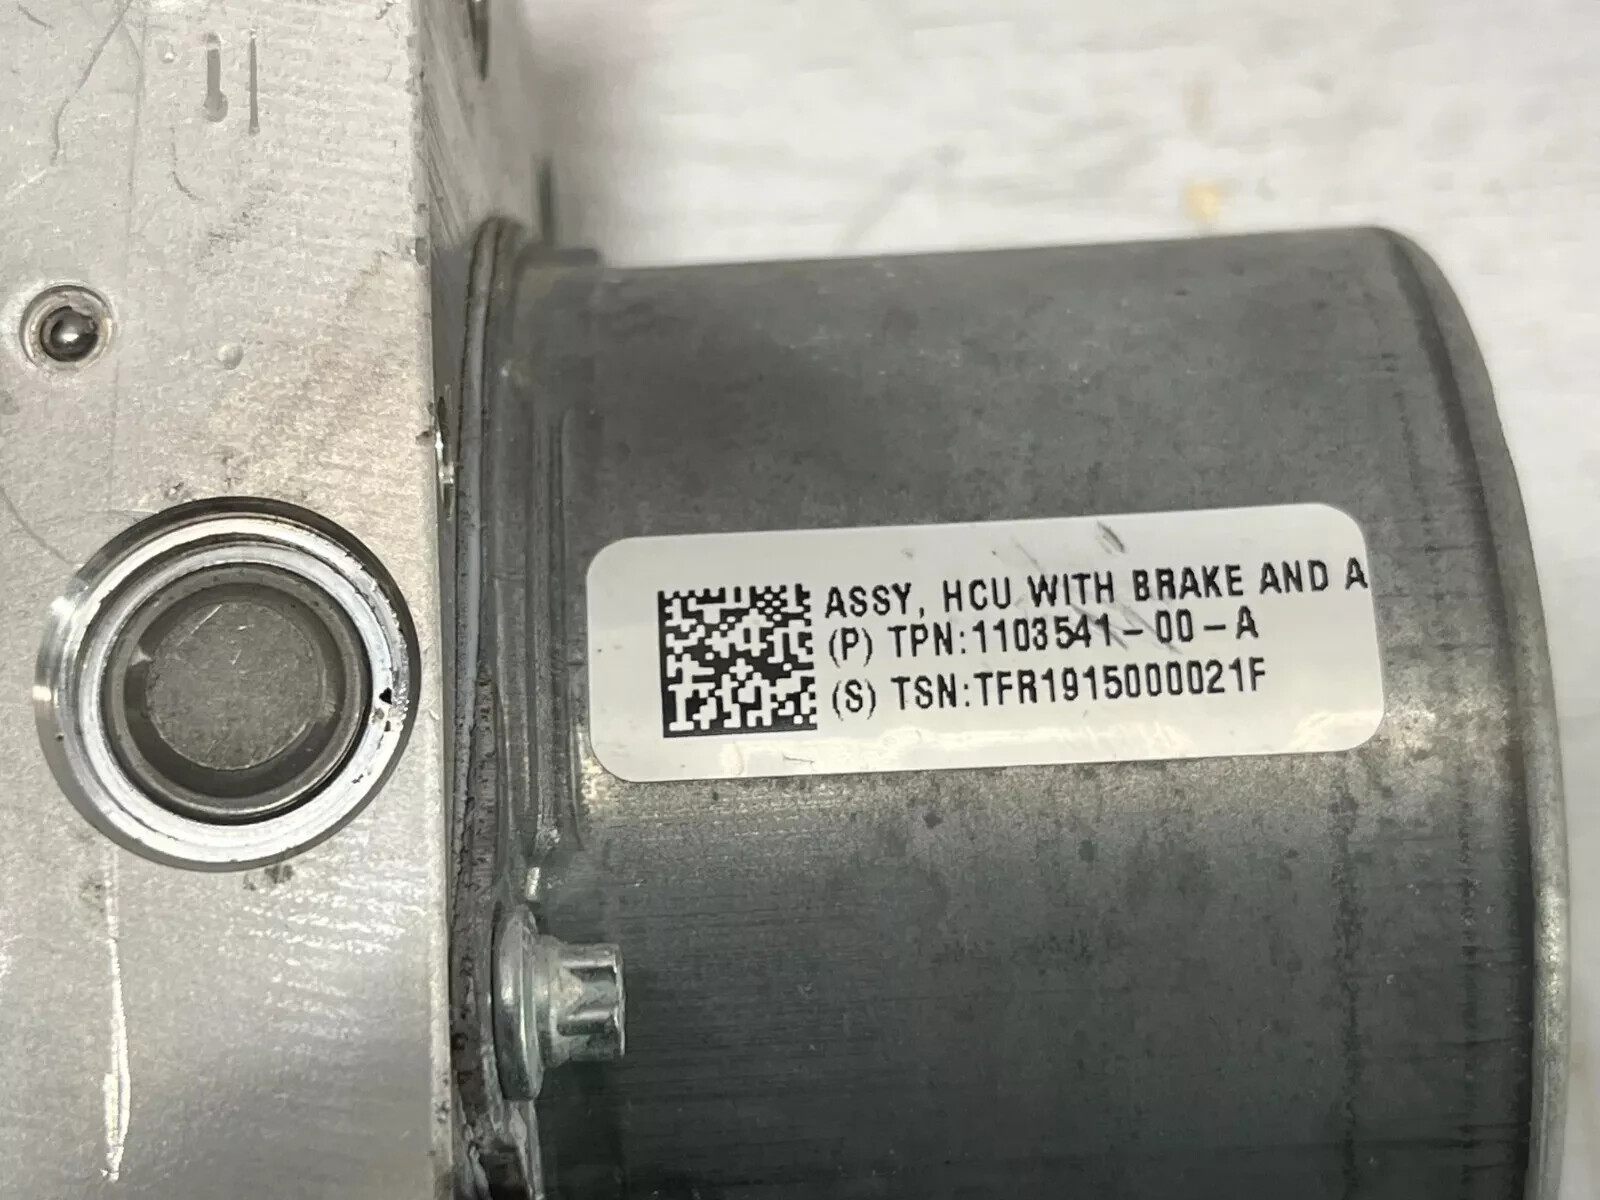 ASSY, HCU WITH BRAKE AND A
(P) TPN:1103541-00-A
(S) TSN:TFR1915000021F